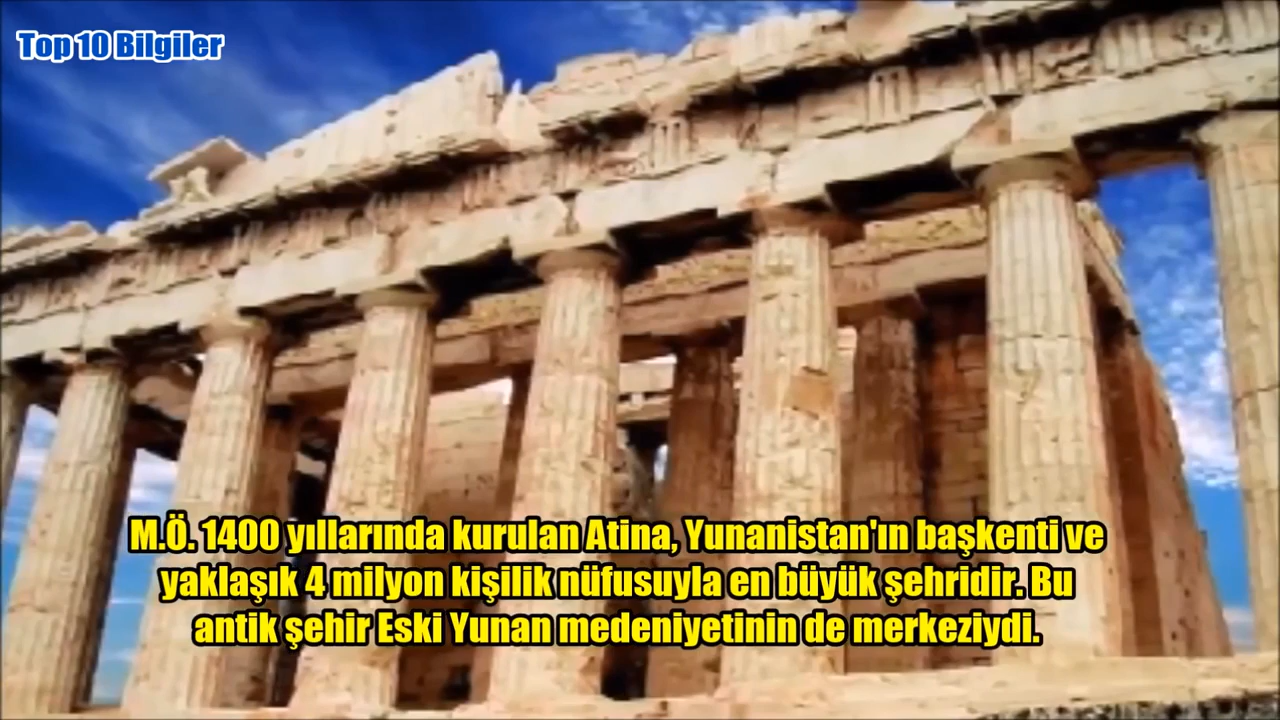 Top 10 Bilgiler
M.Ö. 1400 yıllarında kurulan Atina, Yunanistan'ın başkenti ve
yaklaşık 4 milyon kişilik nüfusuyla en büyük şehridir. Bu
antik şehir Eski Yunan medeniyetinin de merkeziydi.